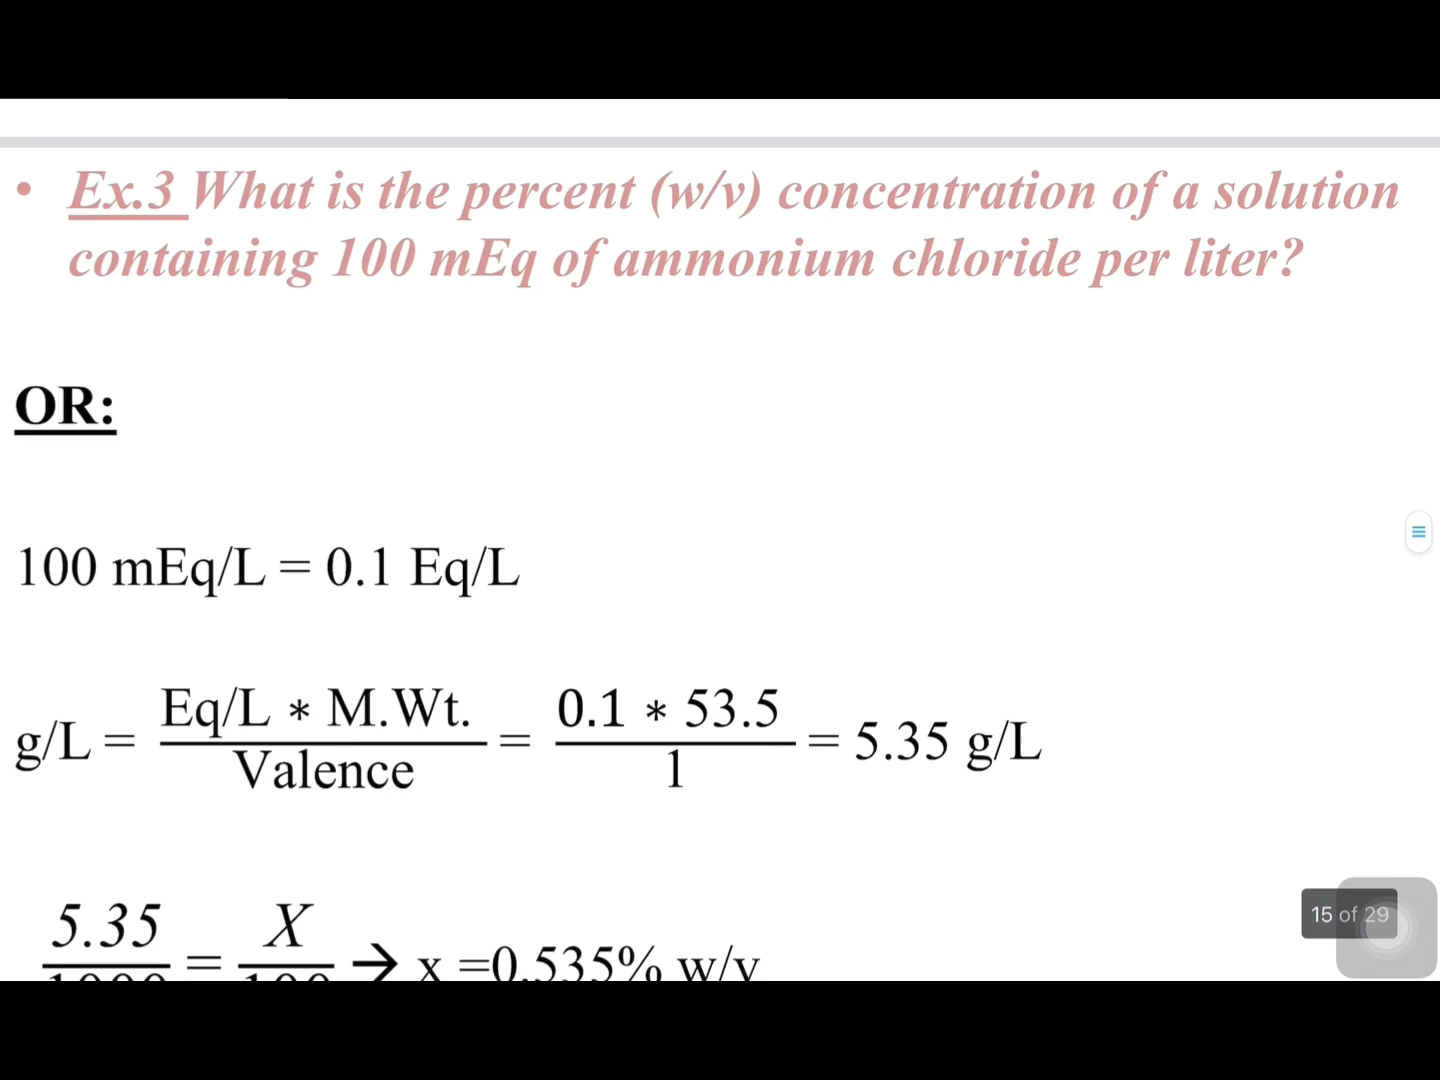 • Ex.3 What is the percent (w/v) concentration of a solution
containing 100 mEq of ammonium chloride per liter?
OR:
100 mEq/L = 0.1 Eq/L
g/L = Eq/L * M.Wt. / Valence = 0.1 * 53.5 / 1 = 5.35 g/L
5.35 / 1000 = X / 100 → x =0.535% w/v
15 of 29